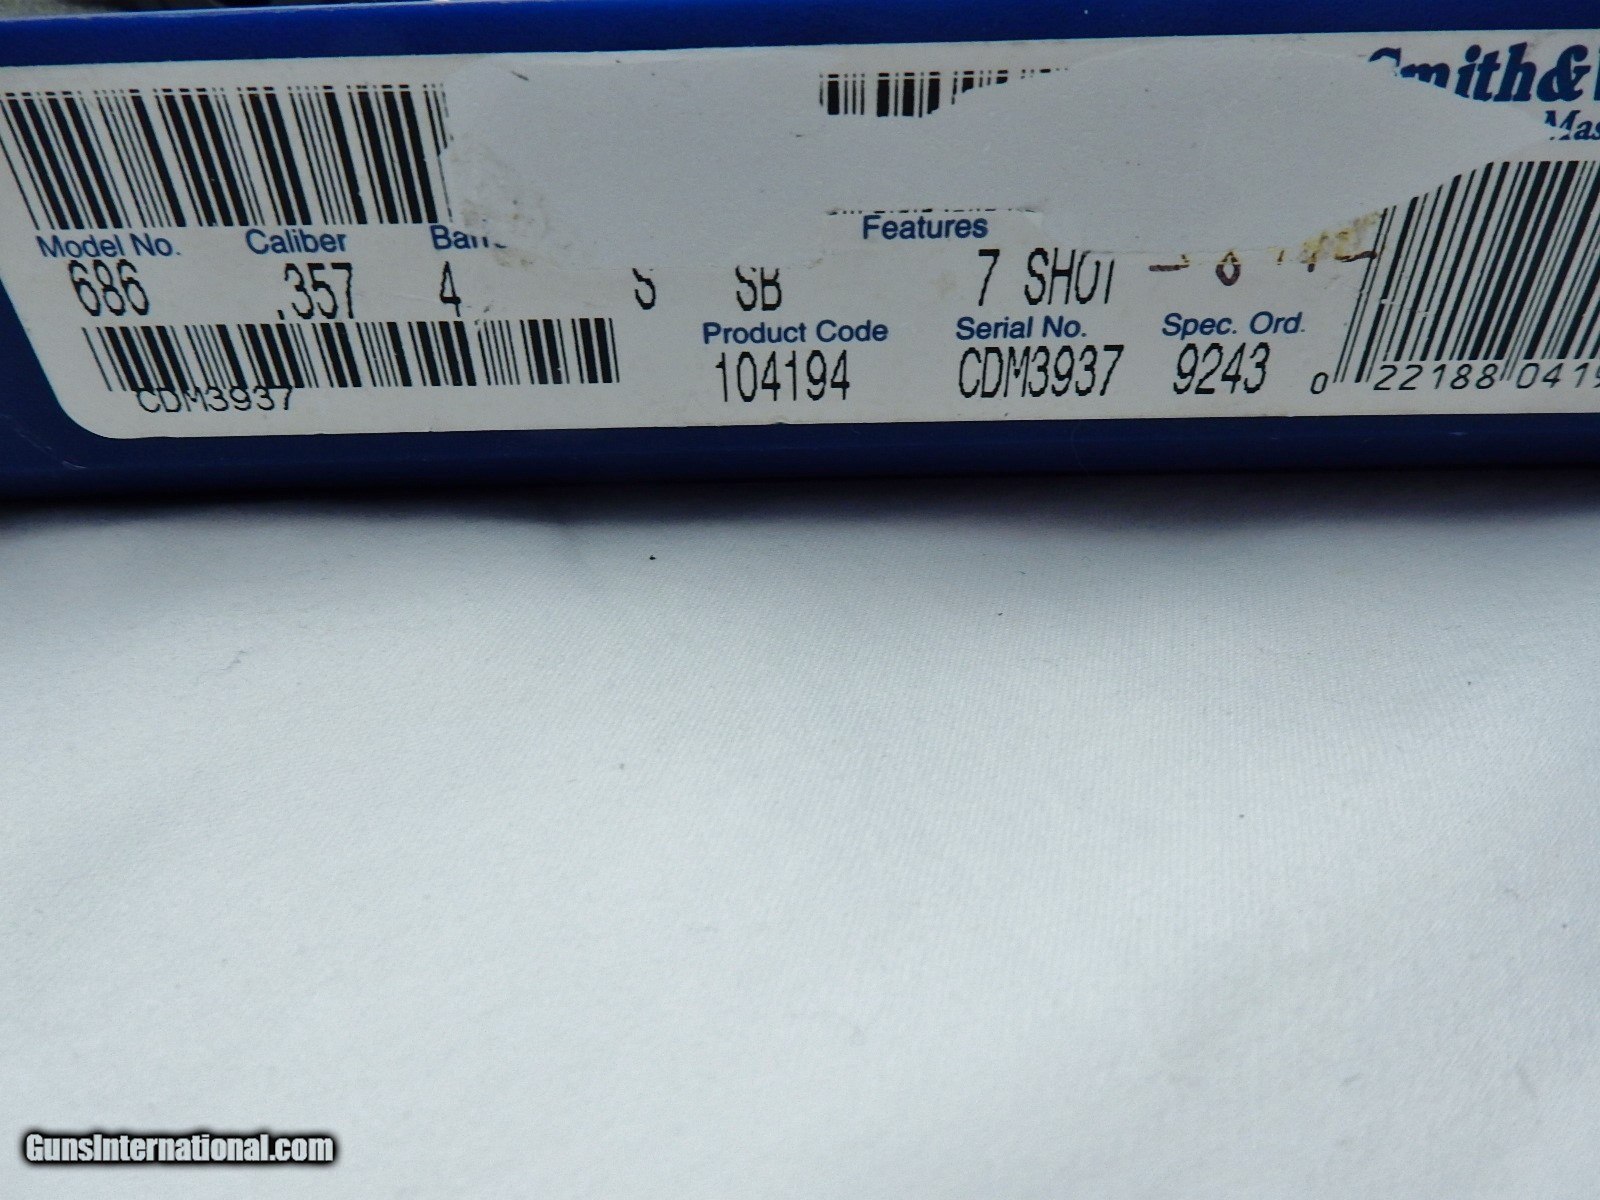 Smith&
Model No. Caliber Features
686 .357 4 S SB 7 SHOT
Product Code Serial No. Spec. Ord.
104194 CDM3937 9243
CDM3937
0 22188 0419
GunsInternational.com